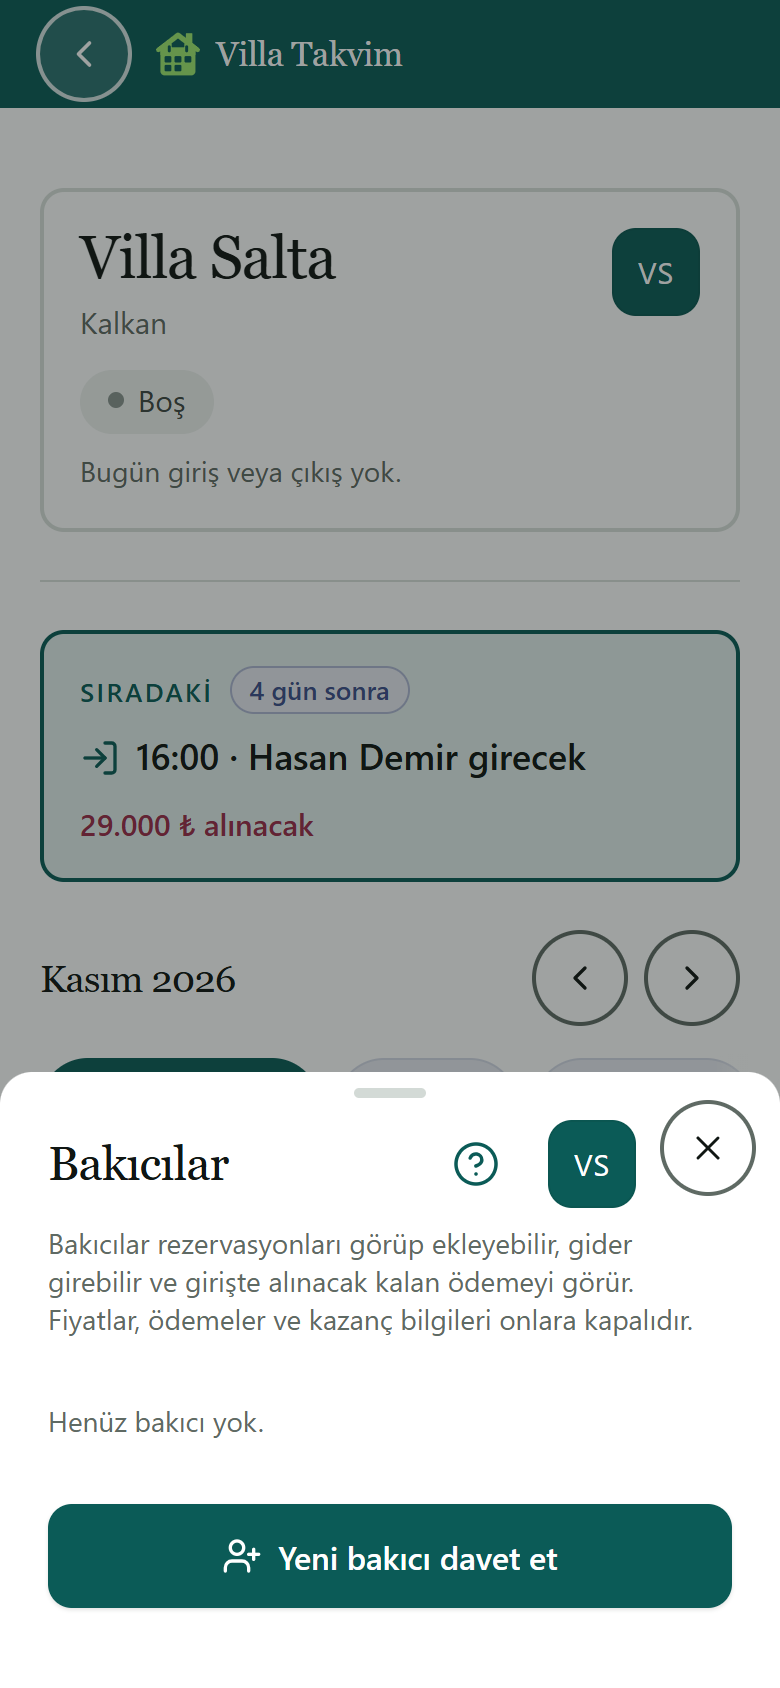 Villa Takvim
Villa Salta
VS
Kalkan
Boş
Bugün giriş veya çıkış yok.
SIRADAKİ
4 gün sonra
16:00 · Hasan Demir girecek
29.000 ₺ alınacak
Kasım 2026
Bakıcılar
?
VS
Bakıcılar rezervasyonları görüp ekleyebilir, gider
girebilir ve girişte alınacak kalan ödemeyi görür.
Fiyatlar, ödemeler ve kazanç bilgileri onlara kapalıdır.
Henüz bakıcı yok.
Yeni bakıcı davet et